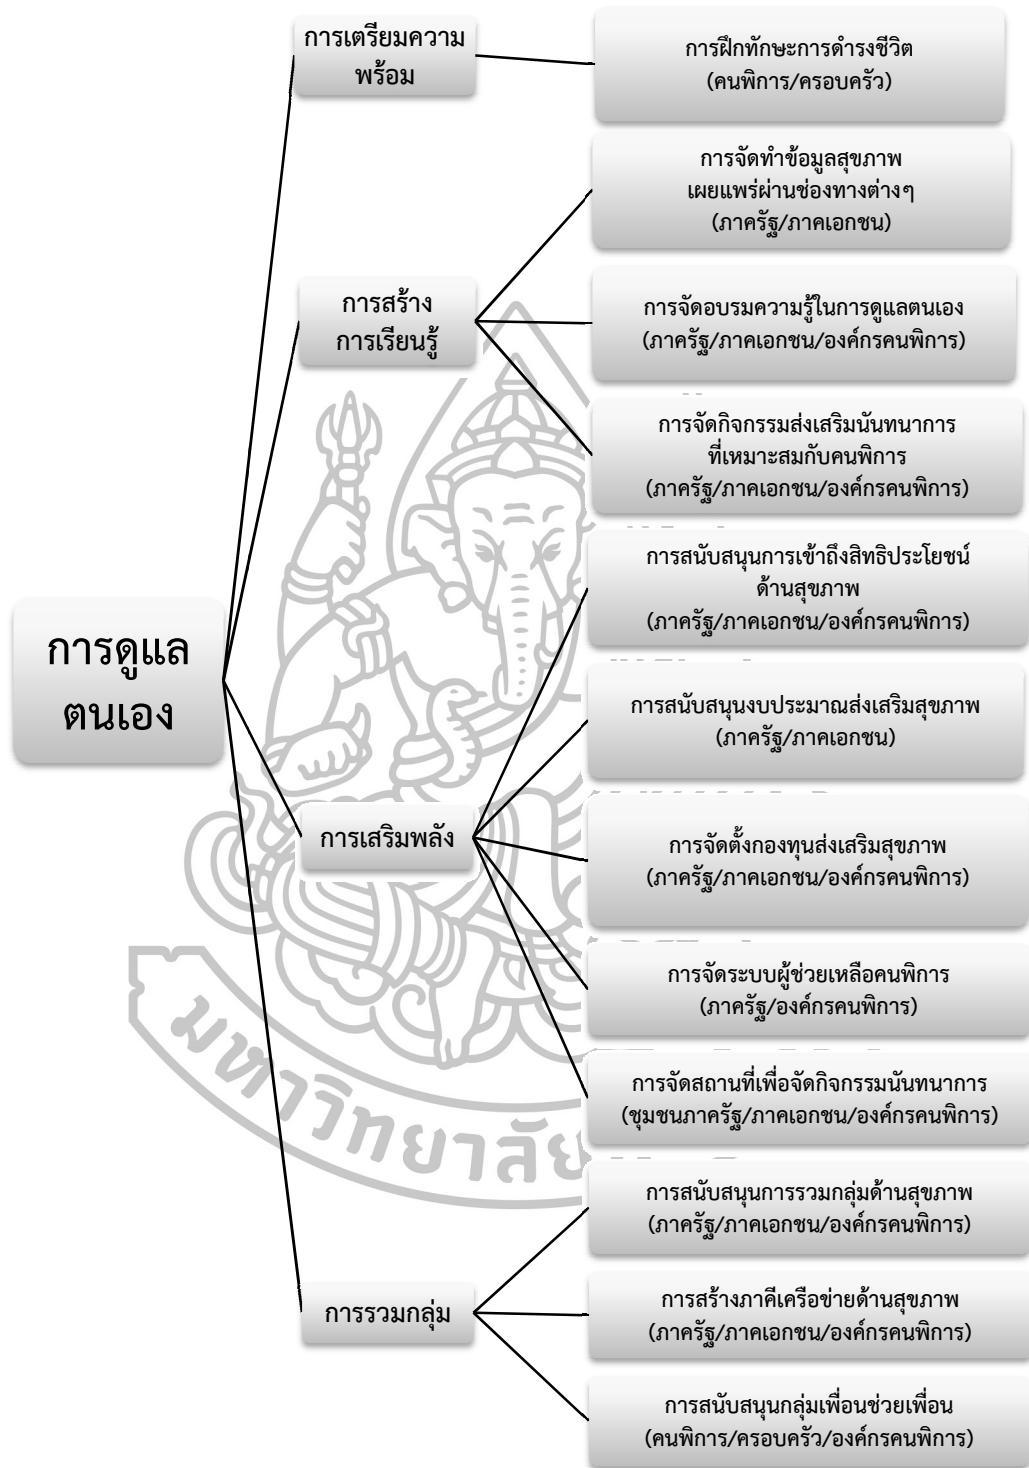 การดูแล
ตนเอง
การเตรียมความ
พร้อม
การฝึกทักษะการดำรงชีวิต
(คนพิการ/ครอบครัว)
การสร้าง
การเรียนรู้
การจัดทำข้อมูลสุขภาพ
เผยแพร่ผ่านช่องทางต่างๆ
(ภาครัฐ/ภาคเอกชน)
การจัดอบรมความรู้ในการดูแลตนเอง
(ภาครัฐ/ภาคเอกชน/องค์กรคนพิการ)
การจัดกิจกรรมส่งเสริมนันทนาการ
ที่เหมาะสมกับคนพิการ
(ภาครัฐ/ภาคเอกชน/องค์กรคนพิการ)
การเสริมพลัง
การสนับสนุนการเข้าถึงสิทธิประโยชน์
ด้านสุขภาพ
(ภาครัฐ/ภาคเอกชน/องค์กรคนพิการ)
การสนับสนุนงบประมาณส่งเสริมสุขภาพ
(ภาครัฐ/ภาคเอกชน)
การจัดตั้งกองทุนส่งเสริมสุขภาพ
(ภาครัฐ/ภาคเอกชน/องค์กรคนพิการ)
การจัดระบบผู้ช่วยเหลือคนพิการ
(ภาครัฐ/องค์กรคนพิการ)
การจัดสถานที่เพื่อจัดกิจกรรมนันทนาการ
(ชุมชนภาครัฐ/ภาคเอกชน/องค์กรคนพิการ)
การรวมกลุ่ม
การสนับสนุนการรวมกลุ่มด้านสุขภาพ
(ภาครัฐ/ภาคเอกชน/องค์กรคนพิการ)
การสร้างภาคีเครือข่ายด้านสุขภาพ
(ภาครัฐ/ภาคเอกชน/องค์กรคนพิการ)
การสนับสนุนกลุ่มเพื่อนช่วยเพื่อน
(คนพิการ/ครอบครัว/องค์กรคนพิการ)
มหาวิทยาลัย